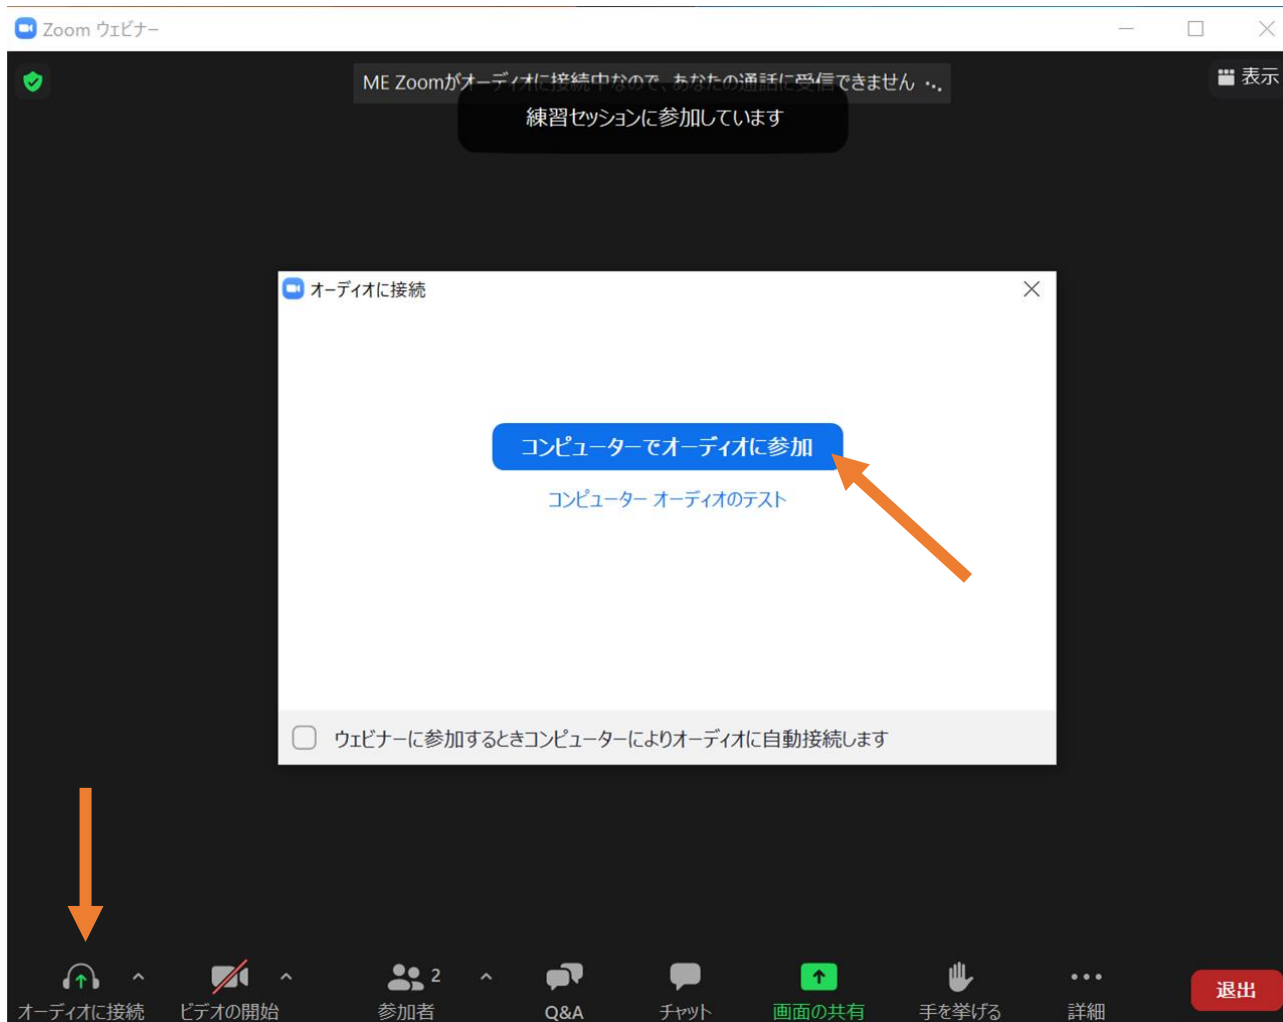 Zoom ウェビナー
ME Zoomがオーディオに接続中なので、あなたの通話に受信できません
表示
練習セッションに参加しています
オーディオに接続
コンピューターでオーディオに参加
コンピューター オーディオのテスト
ウェビナーに参加するときコンピューターによりオーディオに自動接続します
オーディオに接続 ビデオの開始 参加者 2 Q&A チャット 画面の共有 手を挙げる 詳細 退出